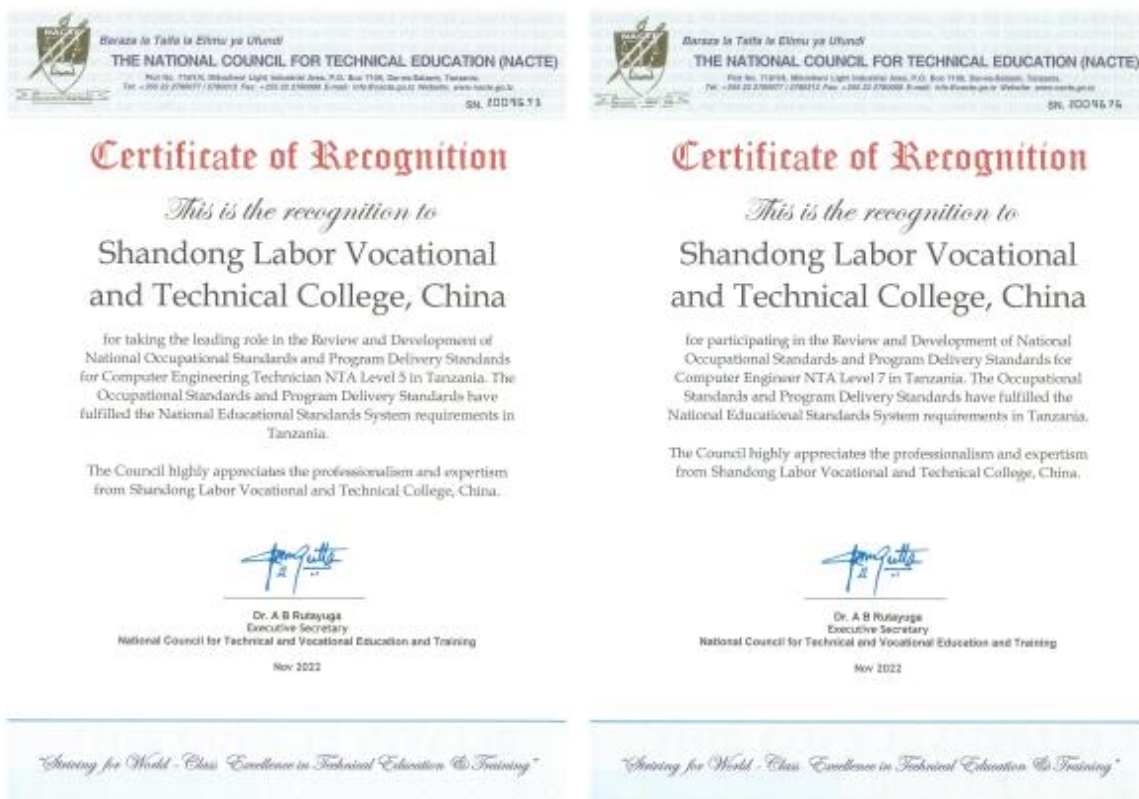 Baraza la Taifa la Elimu ya Ufundi
THE NATIONAL COUNCIL FOR TECHNICAL EDUCATION (NACTE)
Certificate of Recognition
This is the recognition to
Shandong Labor Vocational
and Technical College, China
for taking the leading role in the Review and Development of
National Occupational Standards and Program Delivery Standards
for Computer Engineering Technician NTA Level 5 in Tanzania. The
Occupational Standards and Program Delivery Standards have
fulfilled the National Educational Standards System requirements in
Tanzania.
The Council highly appreciates the professionalism and expertism
from Shandong Labor Vocational and Technical College, China.
Dr. A B Rutayuga
Executive Secretary
National Council for Technical and Vocational Education and Training
Nov 2022
"Striving for World - Class Excellence in Technical Education & Training"
Baraza la Taifa la Elimu ya Ufundi
THE NATIONAL COUNCIL FOR TECHNICAL EDUCATION (NACTE)
Certificate of Recognition
This is the recognition to
Shandong Labor Vocational
and Technical College, China
for participating in the Review and Development of National
Occupational Standards and Program Delivery Standards for
Computer Engineer NTA Level 7 in Tanzania. The Occupational
Standards and Program Delivery Standards have fulfilled the
National Educational Standards System requirements in Tanzania.
The Council highly appreciates the professionalism and expertism
from Shandong Labor Vocational and Technical College, China.
Dr. A B Rutayuga
Executive Secretary
National Council for Technical and Vocational Education and Training
Nov 2022
"Striving for World - Class Excellence in Technical Education & Training"